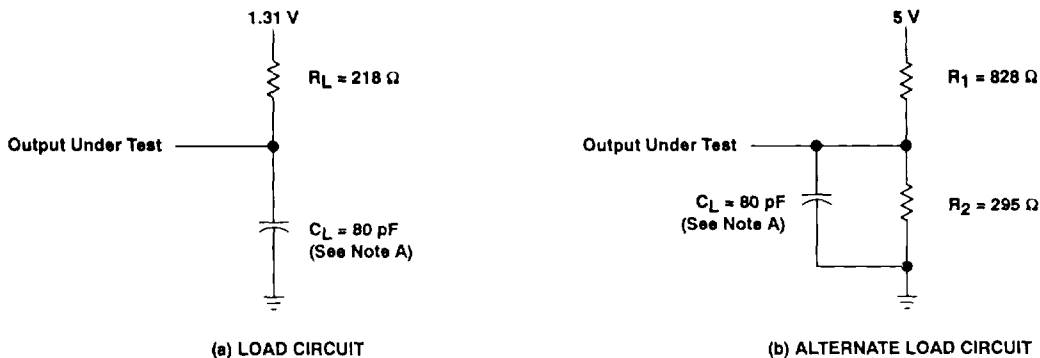 1.31 V
R_L = 218 Ω
Output Under Test
C_L = 80 pF
(See Note A)
(a) LOAD CIRCUIT
5 V
R_1 = 828 Ω
Output Under Test
C_L = 80 pF
(See Note A)
R_2 = 295 Ω
(b) ALTERNATE LOAD CIRCUIT